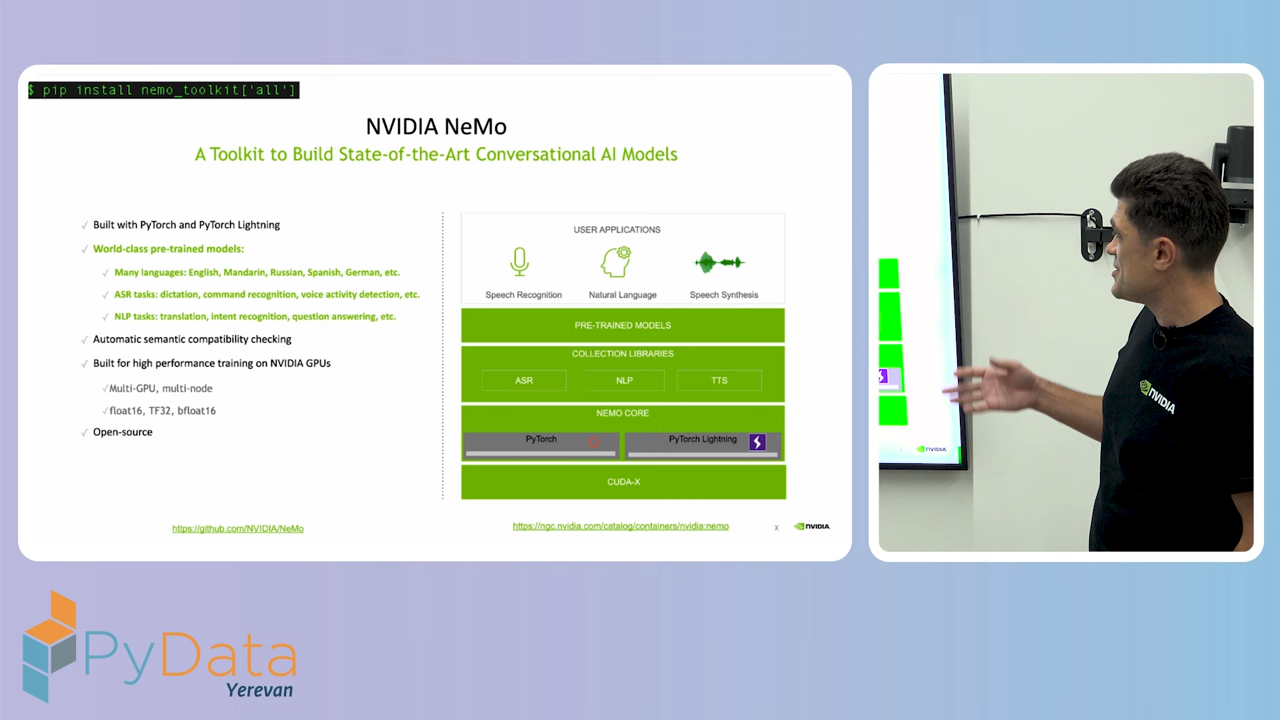 $ pip install nemo_toolkit['all']
NVIDIA NeMo
A Toolkit to Build State-of-the-Art Conversational AI Models
Built with PyTorch and PyTorch Lightning
World-class pre-trained models:
Many languages: English, Mandarin, Russian, Spanish, German, etc.
ASR tasks: dictation, command recognition, voice activity detection, etc.
NLP tasks: translation, intent recognition, question answering, etc.
Automatic semantic compatibility checking
Built for high performance training on NVIDIA GPUs
Multi-GPU, multi-node
float16, TF32, bfloat16
Open-source
https://github.com/NVIDIA/NeMo
USER APPLICATIONS
Speech Recognition Natural Language Speech Synthesis
PRE-TRAINED MODELS
COLLECTION LIBRARIES
ASR NLP TTS
NEMO CORE
PyTorch PyTorch Lightning
CUDA-X
https://ngc.nvidia.com/catalog/containers/nvidia:nemo
x NVIDIA
NVIDIA
NVIDIA
PyData
Yerevan